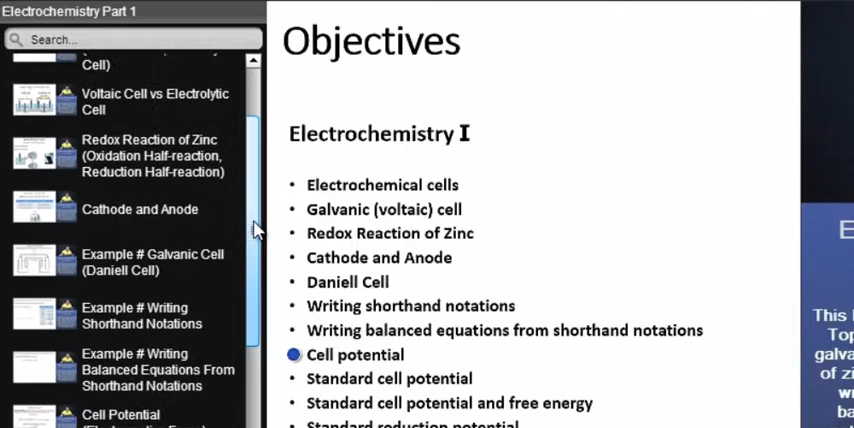 Electrochemistry Part 1
Search...
Cell)
Voltaic Cell vs Electrolytic
Cell
Redox Reaction of Zinc
(Oxidation Half-reaction,
Reduction Half-reaction)
Cathode and Anode
Example # Galvanic Cell
(Daniell Cell)
Example # Writing
Shorthand Notations
Example # Writing
Balanced Equations From
Shorthand Notations
Cell Potential
Objectives
Electrochemistry I
• Electrochemical cells
• Galvanic (voltaic) cell
• Redox Reaction of Zinc
• Cathode and Anode
• Daniell Cell
• Writing shorthand notations
• Writing balanced equations from shorthand notations
Cell potential
• Standard cell potential
• Standard cell potential and free energy
• Standard reduction potential
E
This
Top
galva
of zi
w
ba